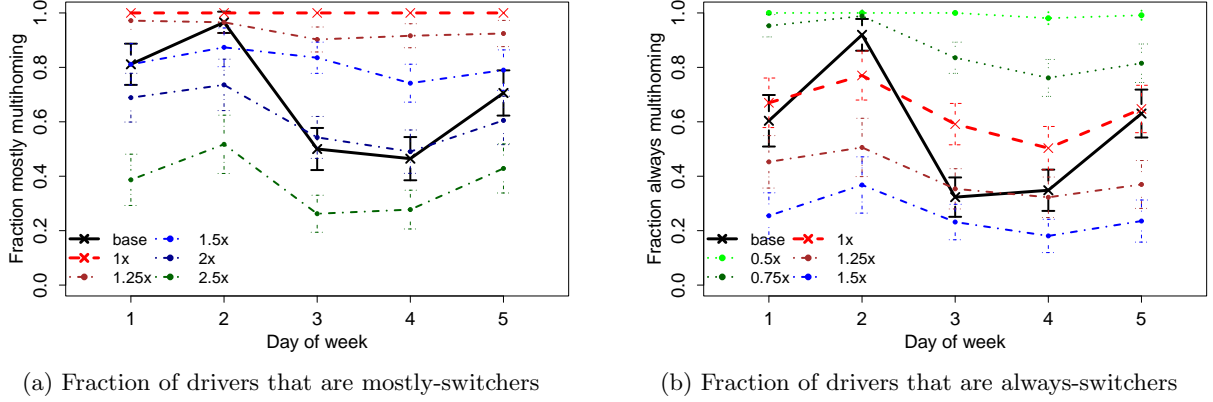 Fraction mostly multihoming
1.0
0.8
0.6
0.4
0.2
0.0
base
1x
1.25x
1.5x
2x
2.5x
1 2 3 4 5
Day of week
(a) Fraction of drivers that are mostly-switchers
Fraction always multihoming
1.0
0.8
0.6
0.4
0.2
0.0
base
0.5x
0.75x
1x
1.25x
1.5x
1 2 3 4 5
Day of week
(b) Fraction of drivers that are always-switchers